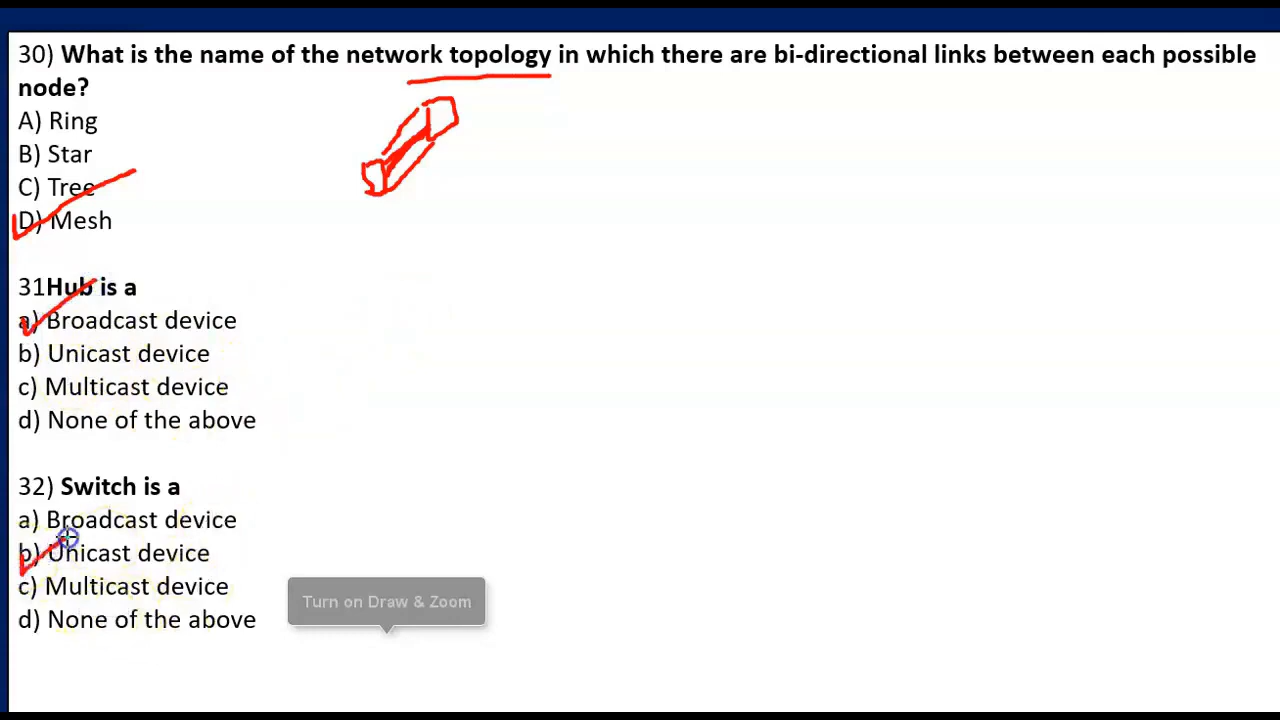 30) What is the name of the network topology in which there are bi-directional links between each possible
node?
A) Ring
B) Star
C) Tree
D) Mesh
31Hub is a
a) Broadcast device
b) Unicast device
c) Multicast device
d) None of the above
32) Switch is a
a) Broadcast device
b) Unicast device
c) Multicast device
d) None of the above
Turn on Draw & Zoom